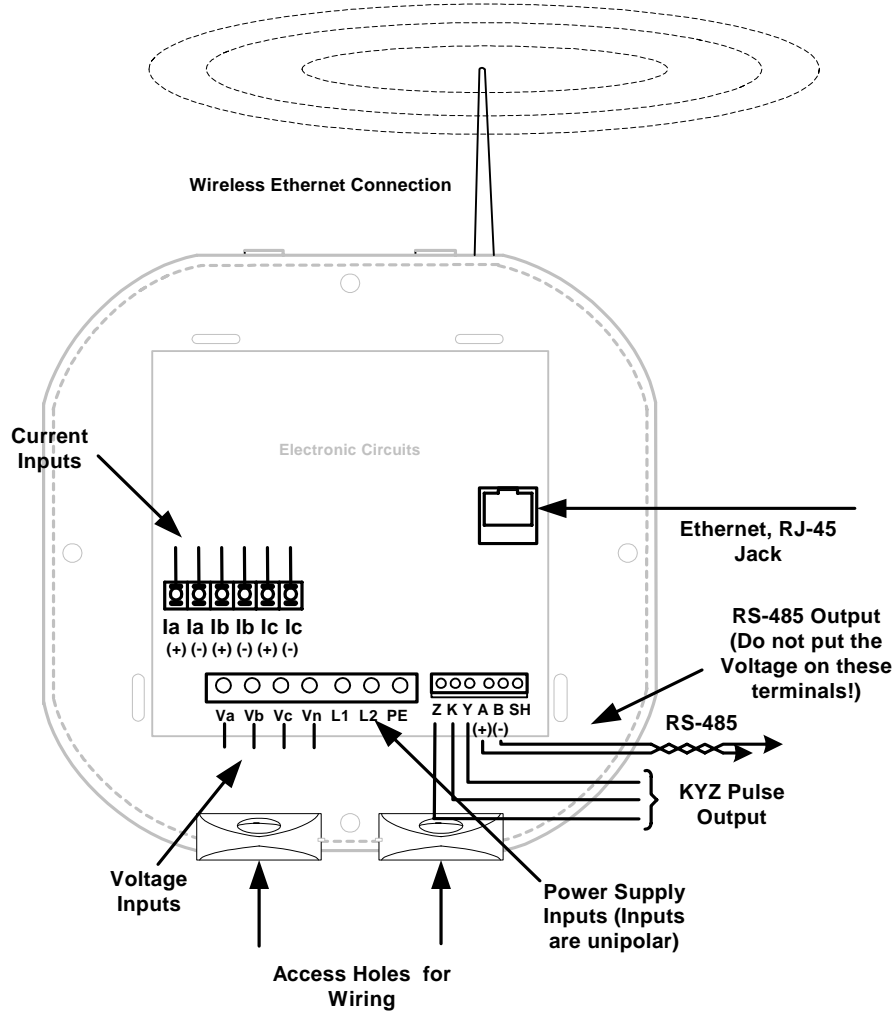 Wireless Ethernet Connection
Electronic Circuits
Current
Inputs
Ethernet, RJ-45
Jack
Ia Ia Ib Ib Ic Ic
(+) (-) (+) (-) (+) (-)
RS-485 Output
(Do not put the
Voltage on these
terminals!)
Va Vb Vc Vn L1 L2 PE
Z K Y A B SH
(+)(-)
RS-485
KYZ Pulse
Output
Voltage
Inputs
Power Supply
Inputs (Inputs
are unipolar)
Access Holes for
Wiring